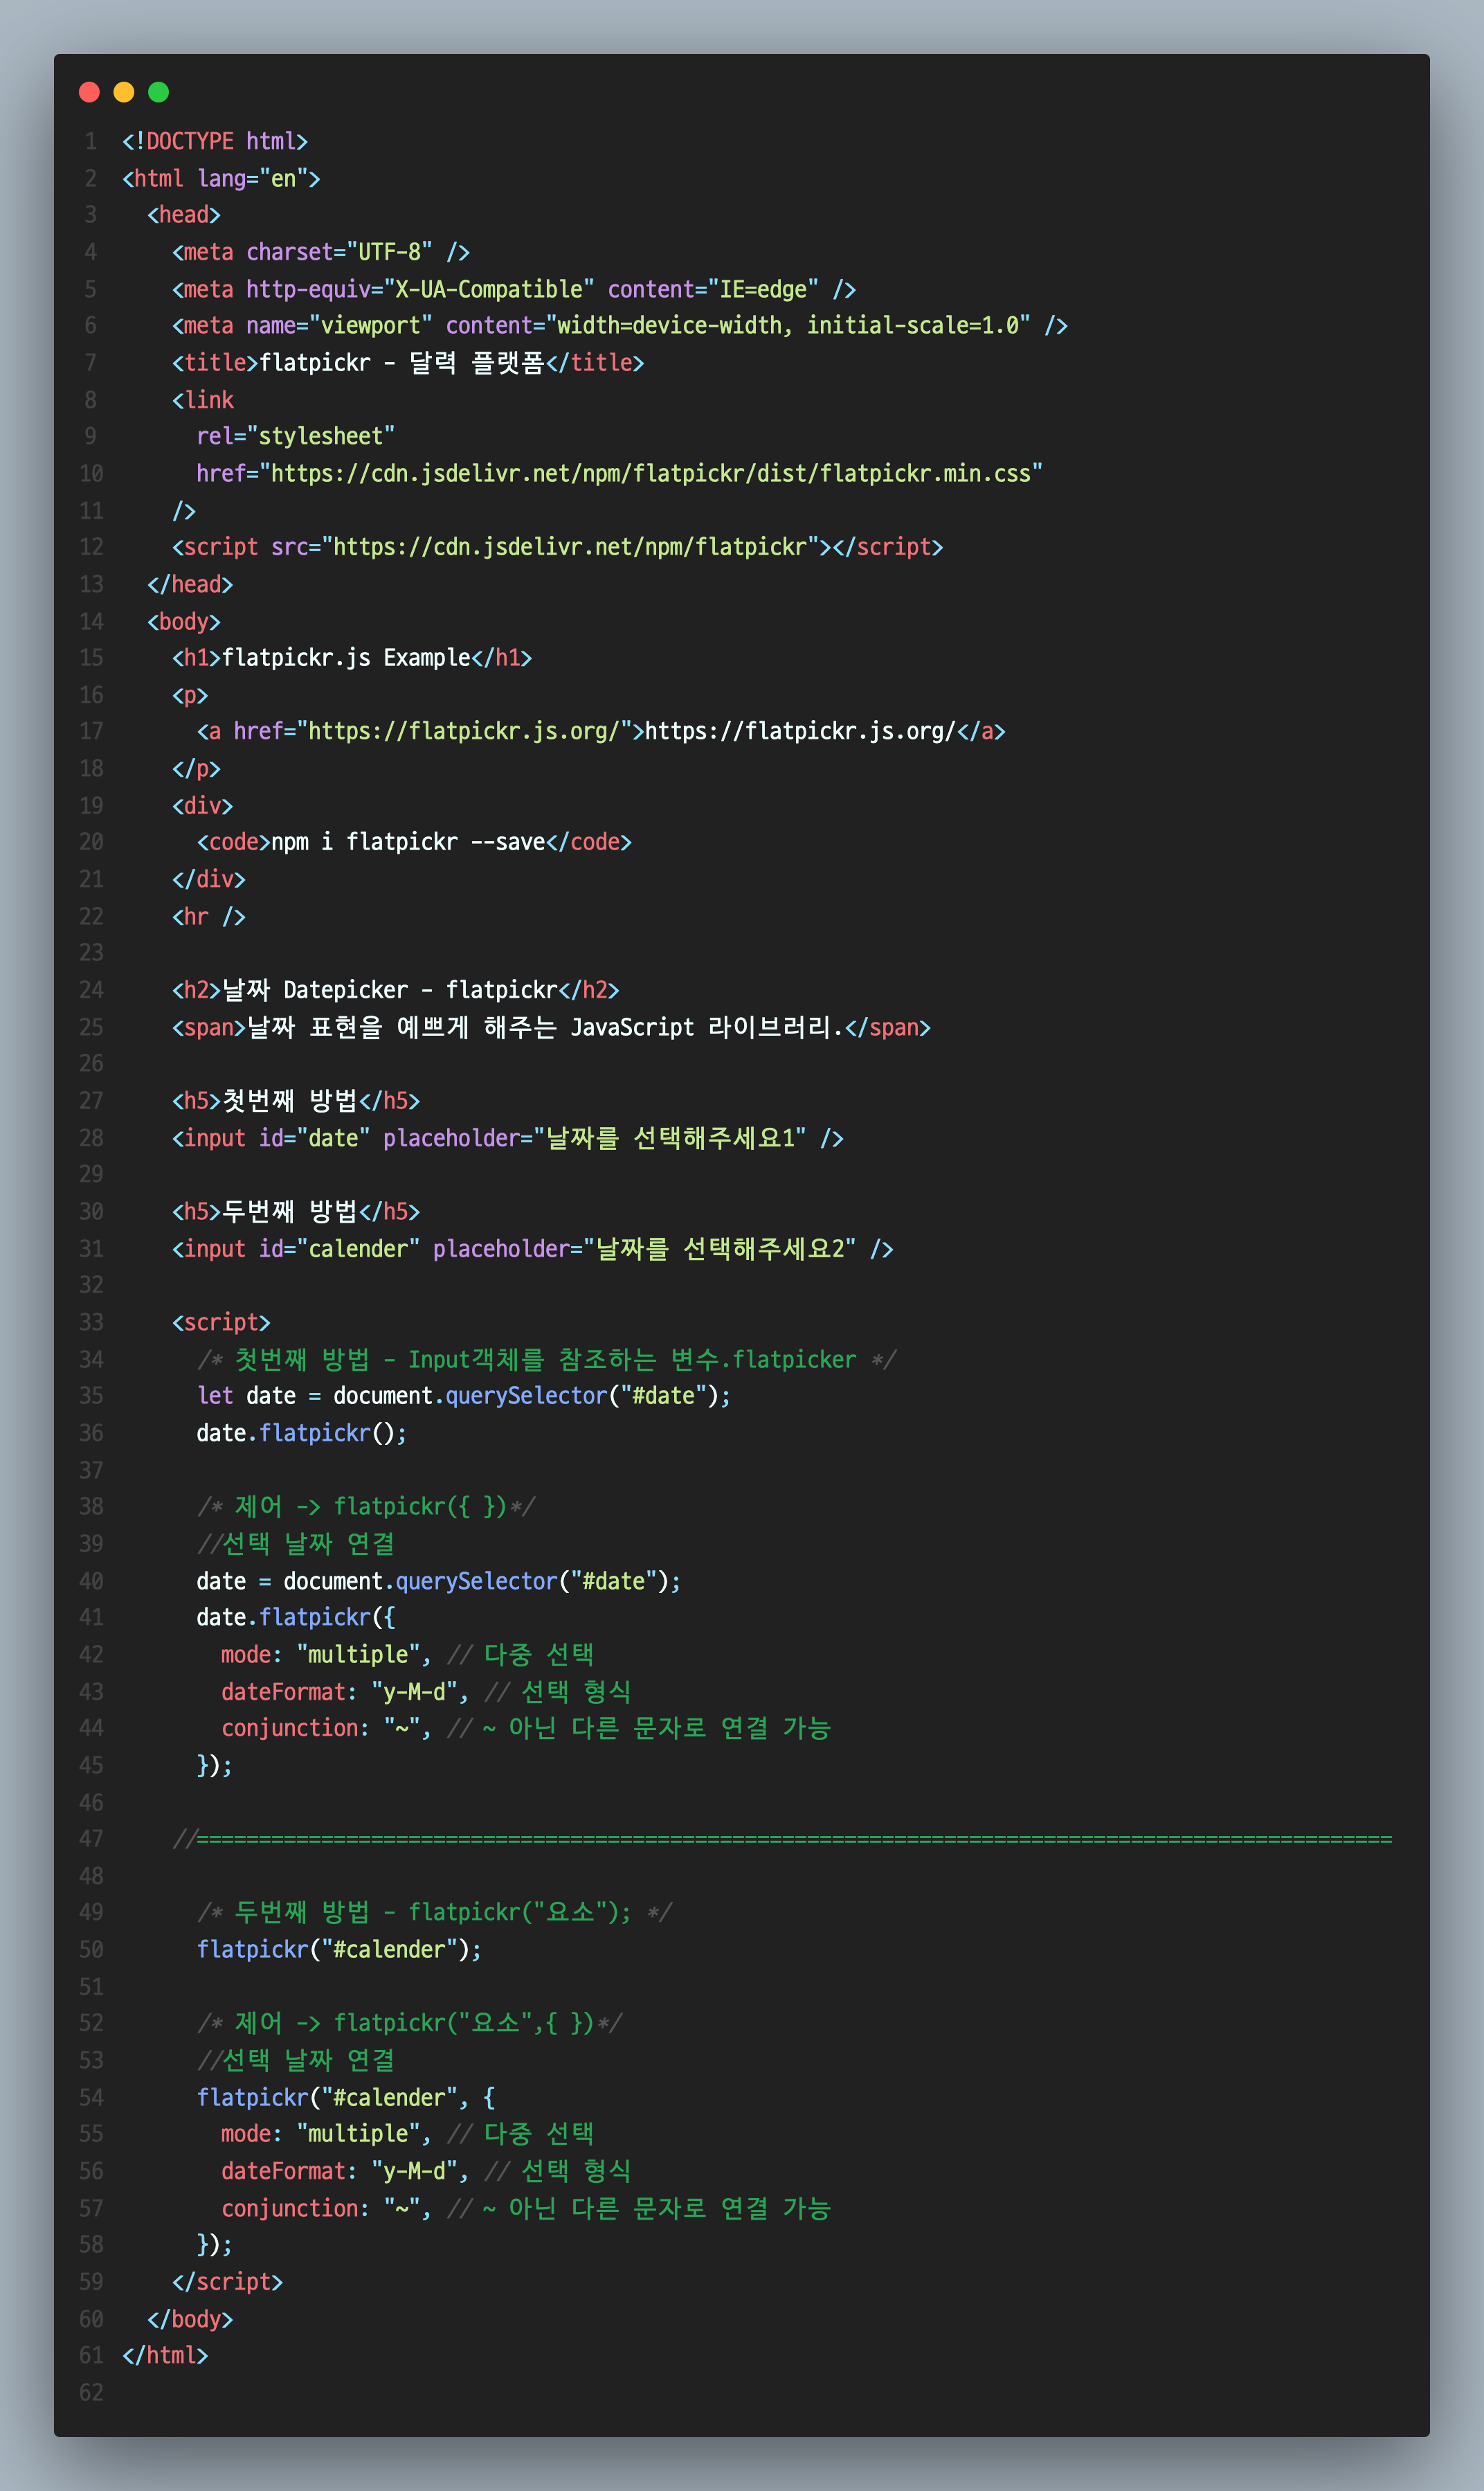 1 <!DOCTYPE html>
2 <html lang="en">
3   <head>
4     <meta charset="UTF-8" />
5     <meta http-equiv="X-UA-Compatible" content="IE=edge" />
6     <meta name="viewport" content="width=device-width, initial-scale=1.0" />
7     <title>flatpickr - 달력 플랫폼</title>
8     <link
9       rel="stylesheet"
10       href="https://cdn.jsdelivr.net/npm/flatpickr/dist/flatpickr.min.css"
11     />
12     <script src="https://cdn.jsdelivr.net/npm/flatpickr"></script>
13   </head>
14   <body>
15     <h1>flatpickr.js Example</h1>
16     <p>
17       <a href="https://flatpickr.js.org/">https://flatpickr.js.org/</a>
18     </p>
19     <div>
20       <code>npm i flatpickr --save</code>
21     </div>
22     <hr />
23
24     <h2>날짜 Datepicker - flatpickr</h2>
25     <span>날짜 표현을 예쁘게 해주는 JavaScript 라이브러리.</span>
26
27     <h5>첫번째 방법</h5>
28     <input id="date" placeholder="날짜를 선택해주세요1" />
29
30     <h5>두번째 방법</h5>
31     <input id="calender" placeholder="날짜를 선택해주세요2" />
32
33     <script>
34       /* 첫번째 방법 - Input객체를 참조하는 변수.flatpicker */
35       let date = document.querySelector("#date");
36       date.flatpickr();
37
38       /* 제어 -> flatpickr({ })*/
39       //선택 날짜 연결
40       date = document.querySelector("#date");
41       date.flatpickr({
42         mode: "multiple", // 다중 선택
43         dateFormat: "y-M-d", // 선택 형식
44         conjunction: "~", // ~ 아닌 다른 문자로 연결 가능
45       });
46
47     //================================================================================================
48
49       /* 두번째 방법 - flatpickr("요소"); */
50       flatpickr("#calender");
51
52       /* 제어 -> flatpickr("요소",{ })*/
53       //선택 날짜 연결
54       flatpickr("#calender", {
55         mode: "multiple", // 다중 선택
56         dateFormat: "y-M-d", // 선택 형식
57         conjunction: "~", // ~ 아닌 다른 문자로 연결 가능
58       });
59     </script>
60   </body>
61 </html>
62